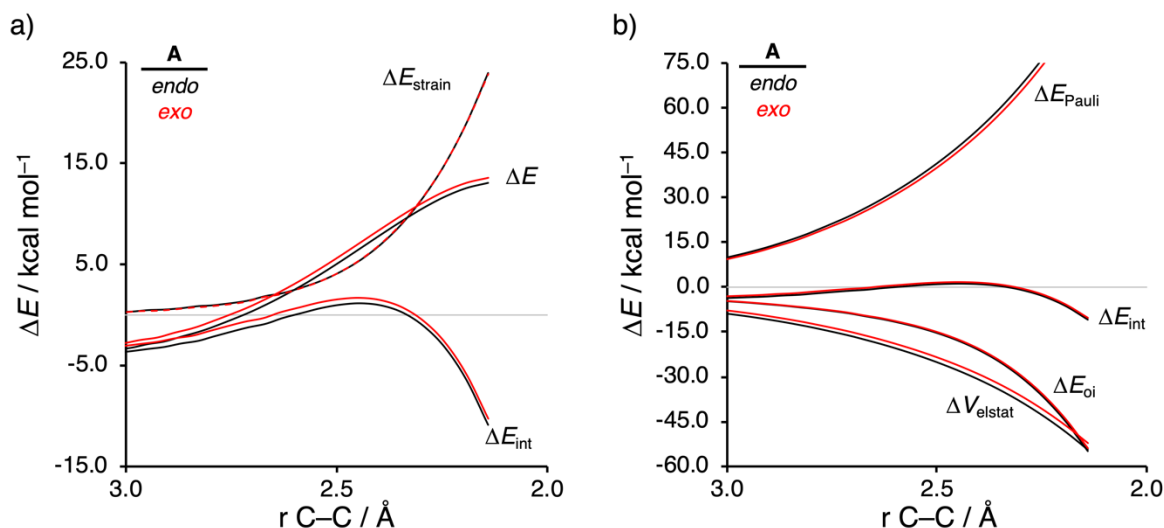 a)
A
endo
exo
ΔE / kcal mol⁻¹
25.0
15.0
5.0
-5.0
-15.0
ΔEstrain
ΔE
ΔEint
3.0
2.5
2.0
r C–C / Å
b)
A
endo
exo
ΔE / kcal mol⁻¹
75.0
60.0
45.0
30.0
15.0
0.0
-15.0
-30.0
-45.0
-60.0
ΔEPauli
ΔEint
ΔEoi
ΔVelstat
3.0
2.5
2.0
r C–C / Å